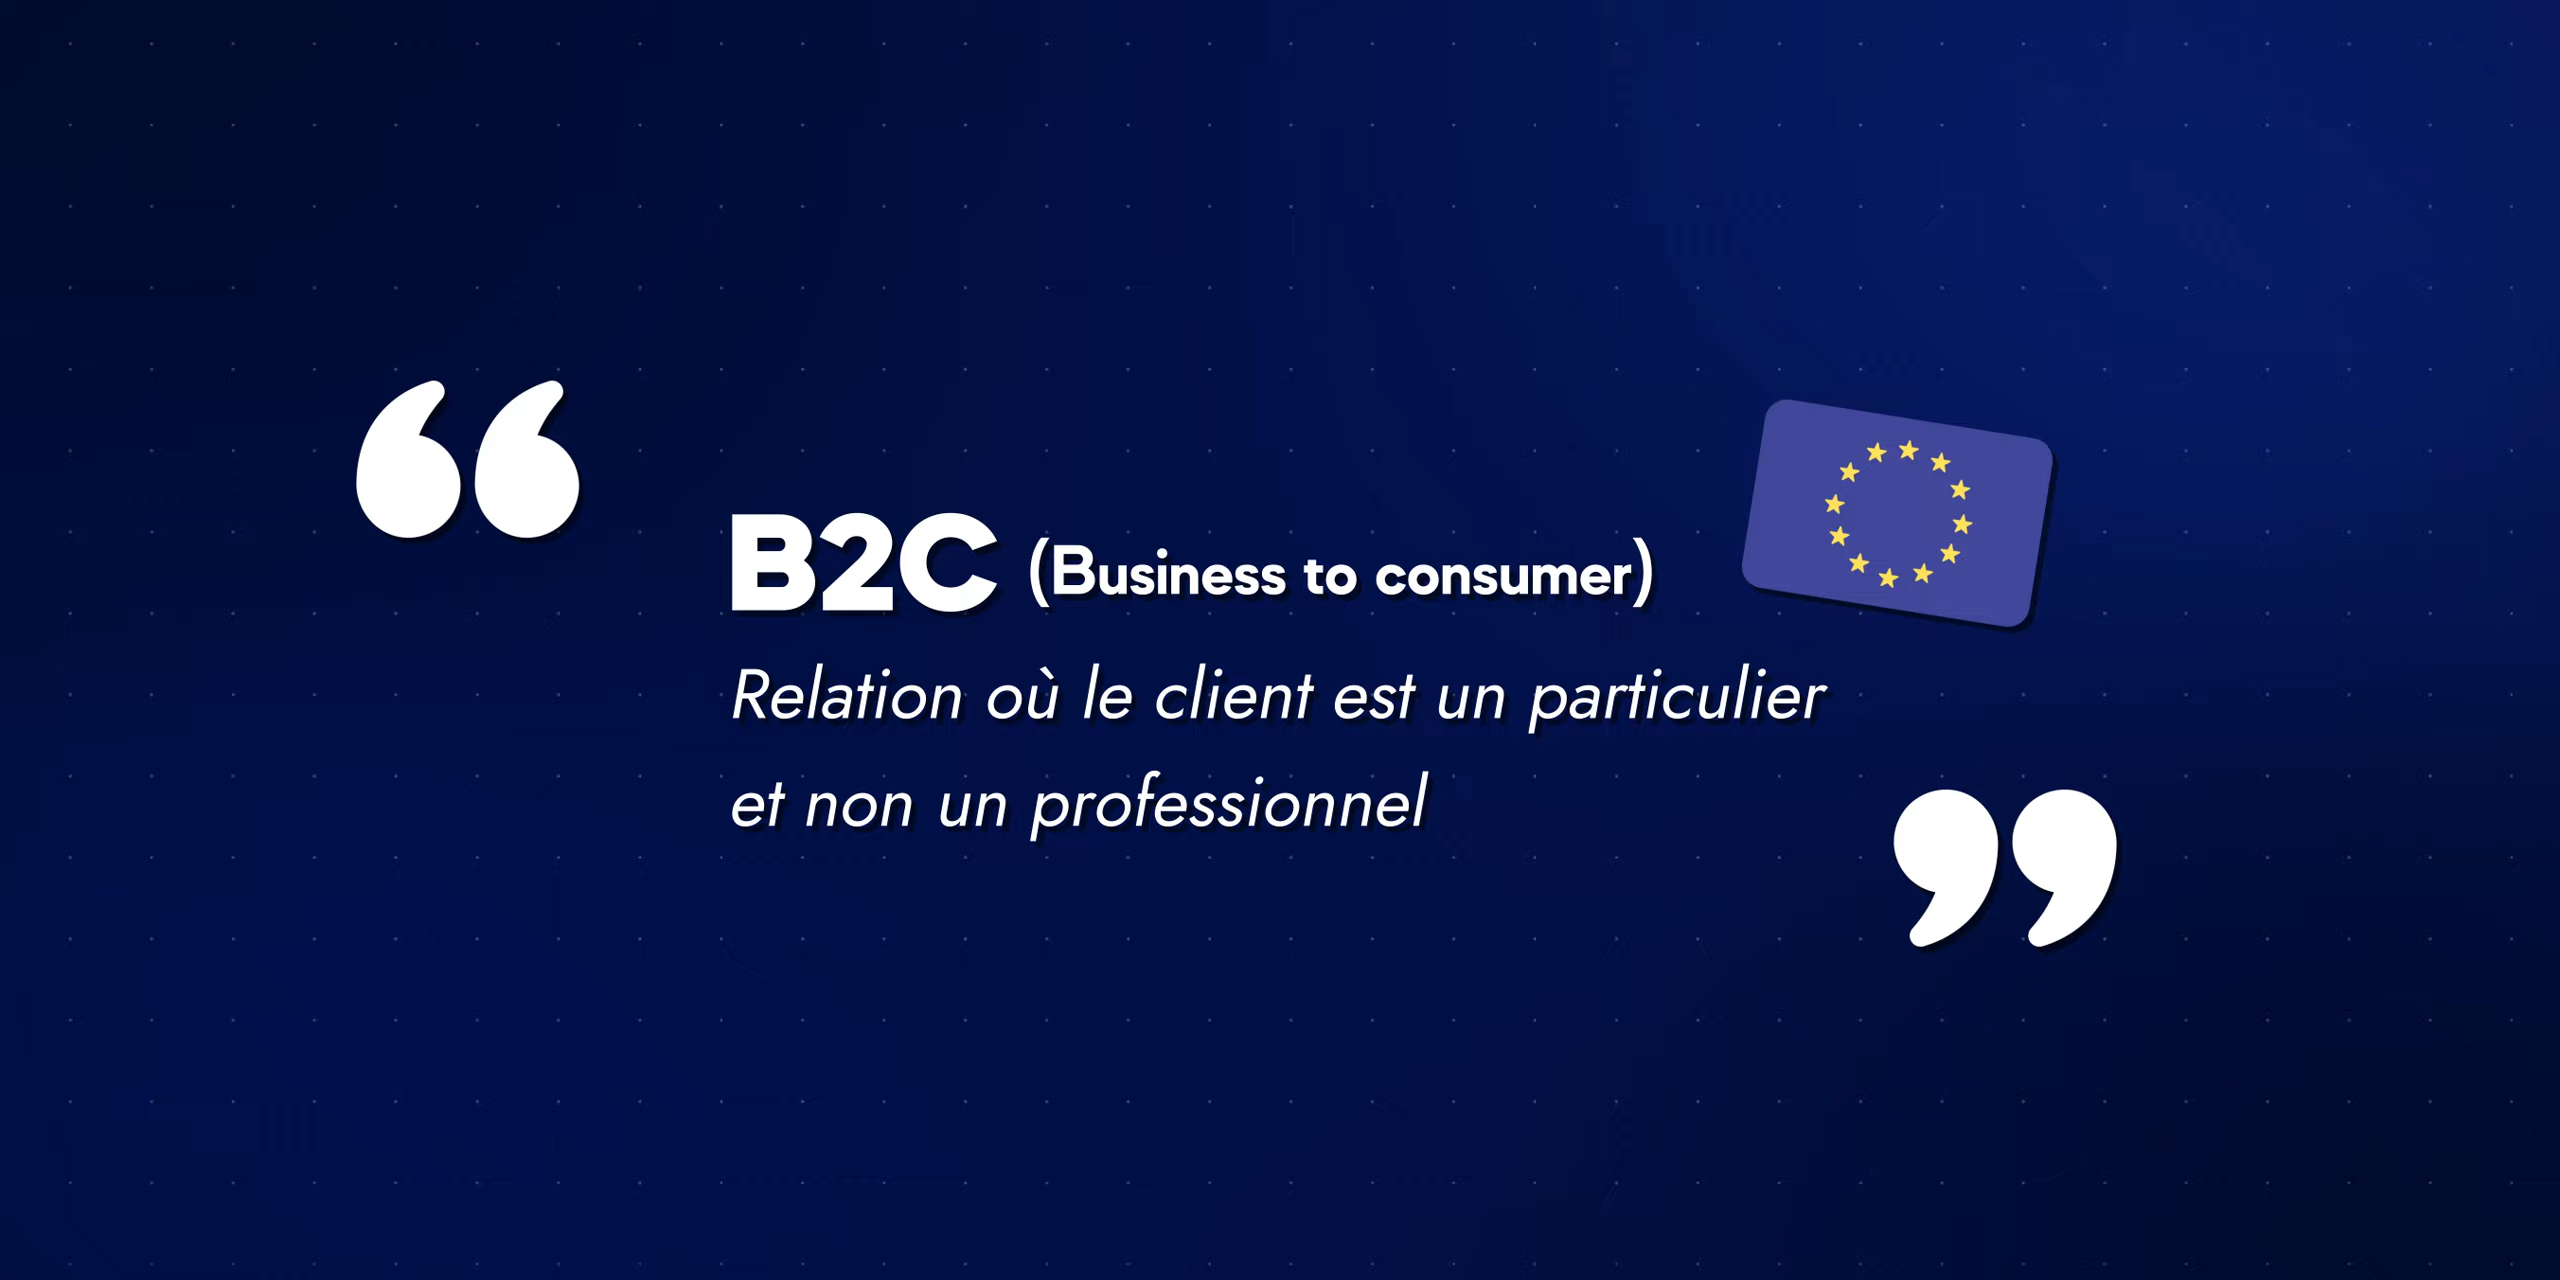 “
B2C (Business to consumer)
Relation où le client est un particulier
et non un professionnel
”